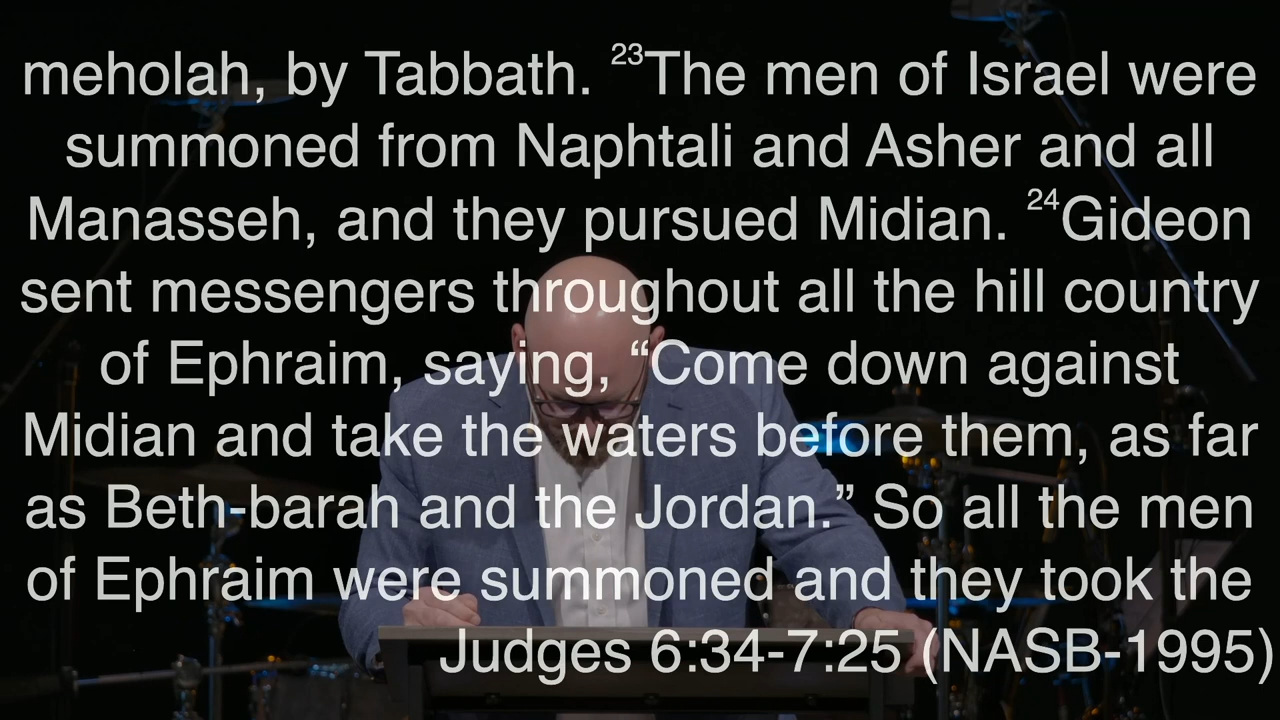 meholah, by Tabbath. ²³The men of Israel were
summoned from Naphtali and Asher and all
Manasseh, and they pursued Midian. ²⁴Gideon
sent messengers throughout all the hill country
of Ephraim, saying, “Come down against
Midian and take the waters before them, as far
as Beth-barah and the Jordan.” So all the men
of Ephraim were summoned and they took the
Judges 6:34-7:25 (NASB-1995)